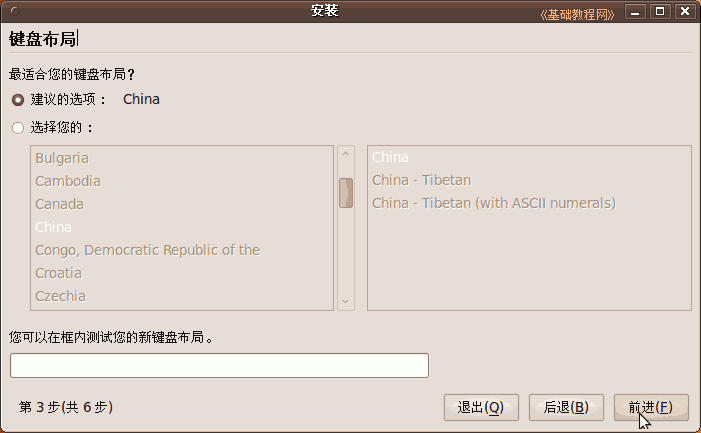 安装
《基础教程网》
键盘布局
最适合您的键盘布局？
建议的选项： China
选择您的：
Bulgaria
Cambodia
Canada
China
Congo, Democratic Republic of the
Croatia
Czechia
China
China - Tibetan
China - Tibetan (with ASCII numerals)
您可以在框内测试您的新键盘布局。
第 3 步(共 6 步)
退出(Q)
后退(B)
前进(F)